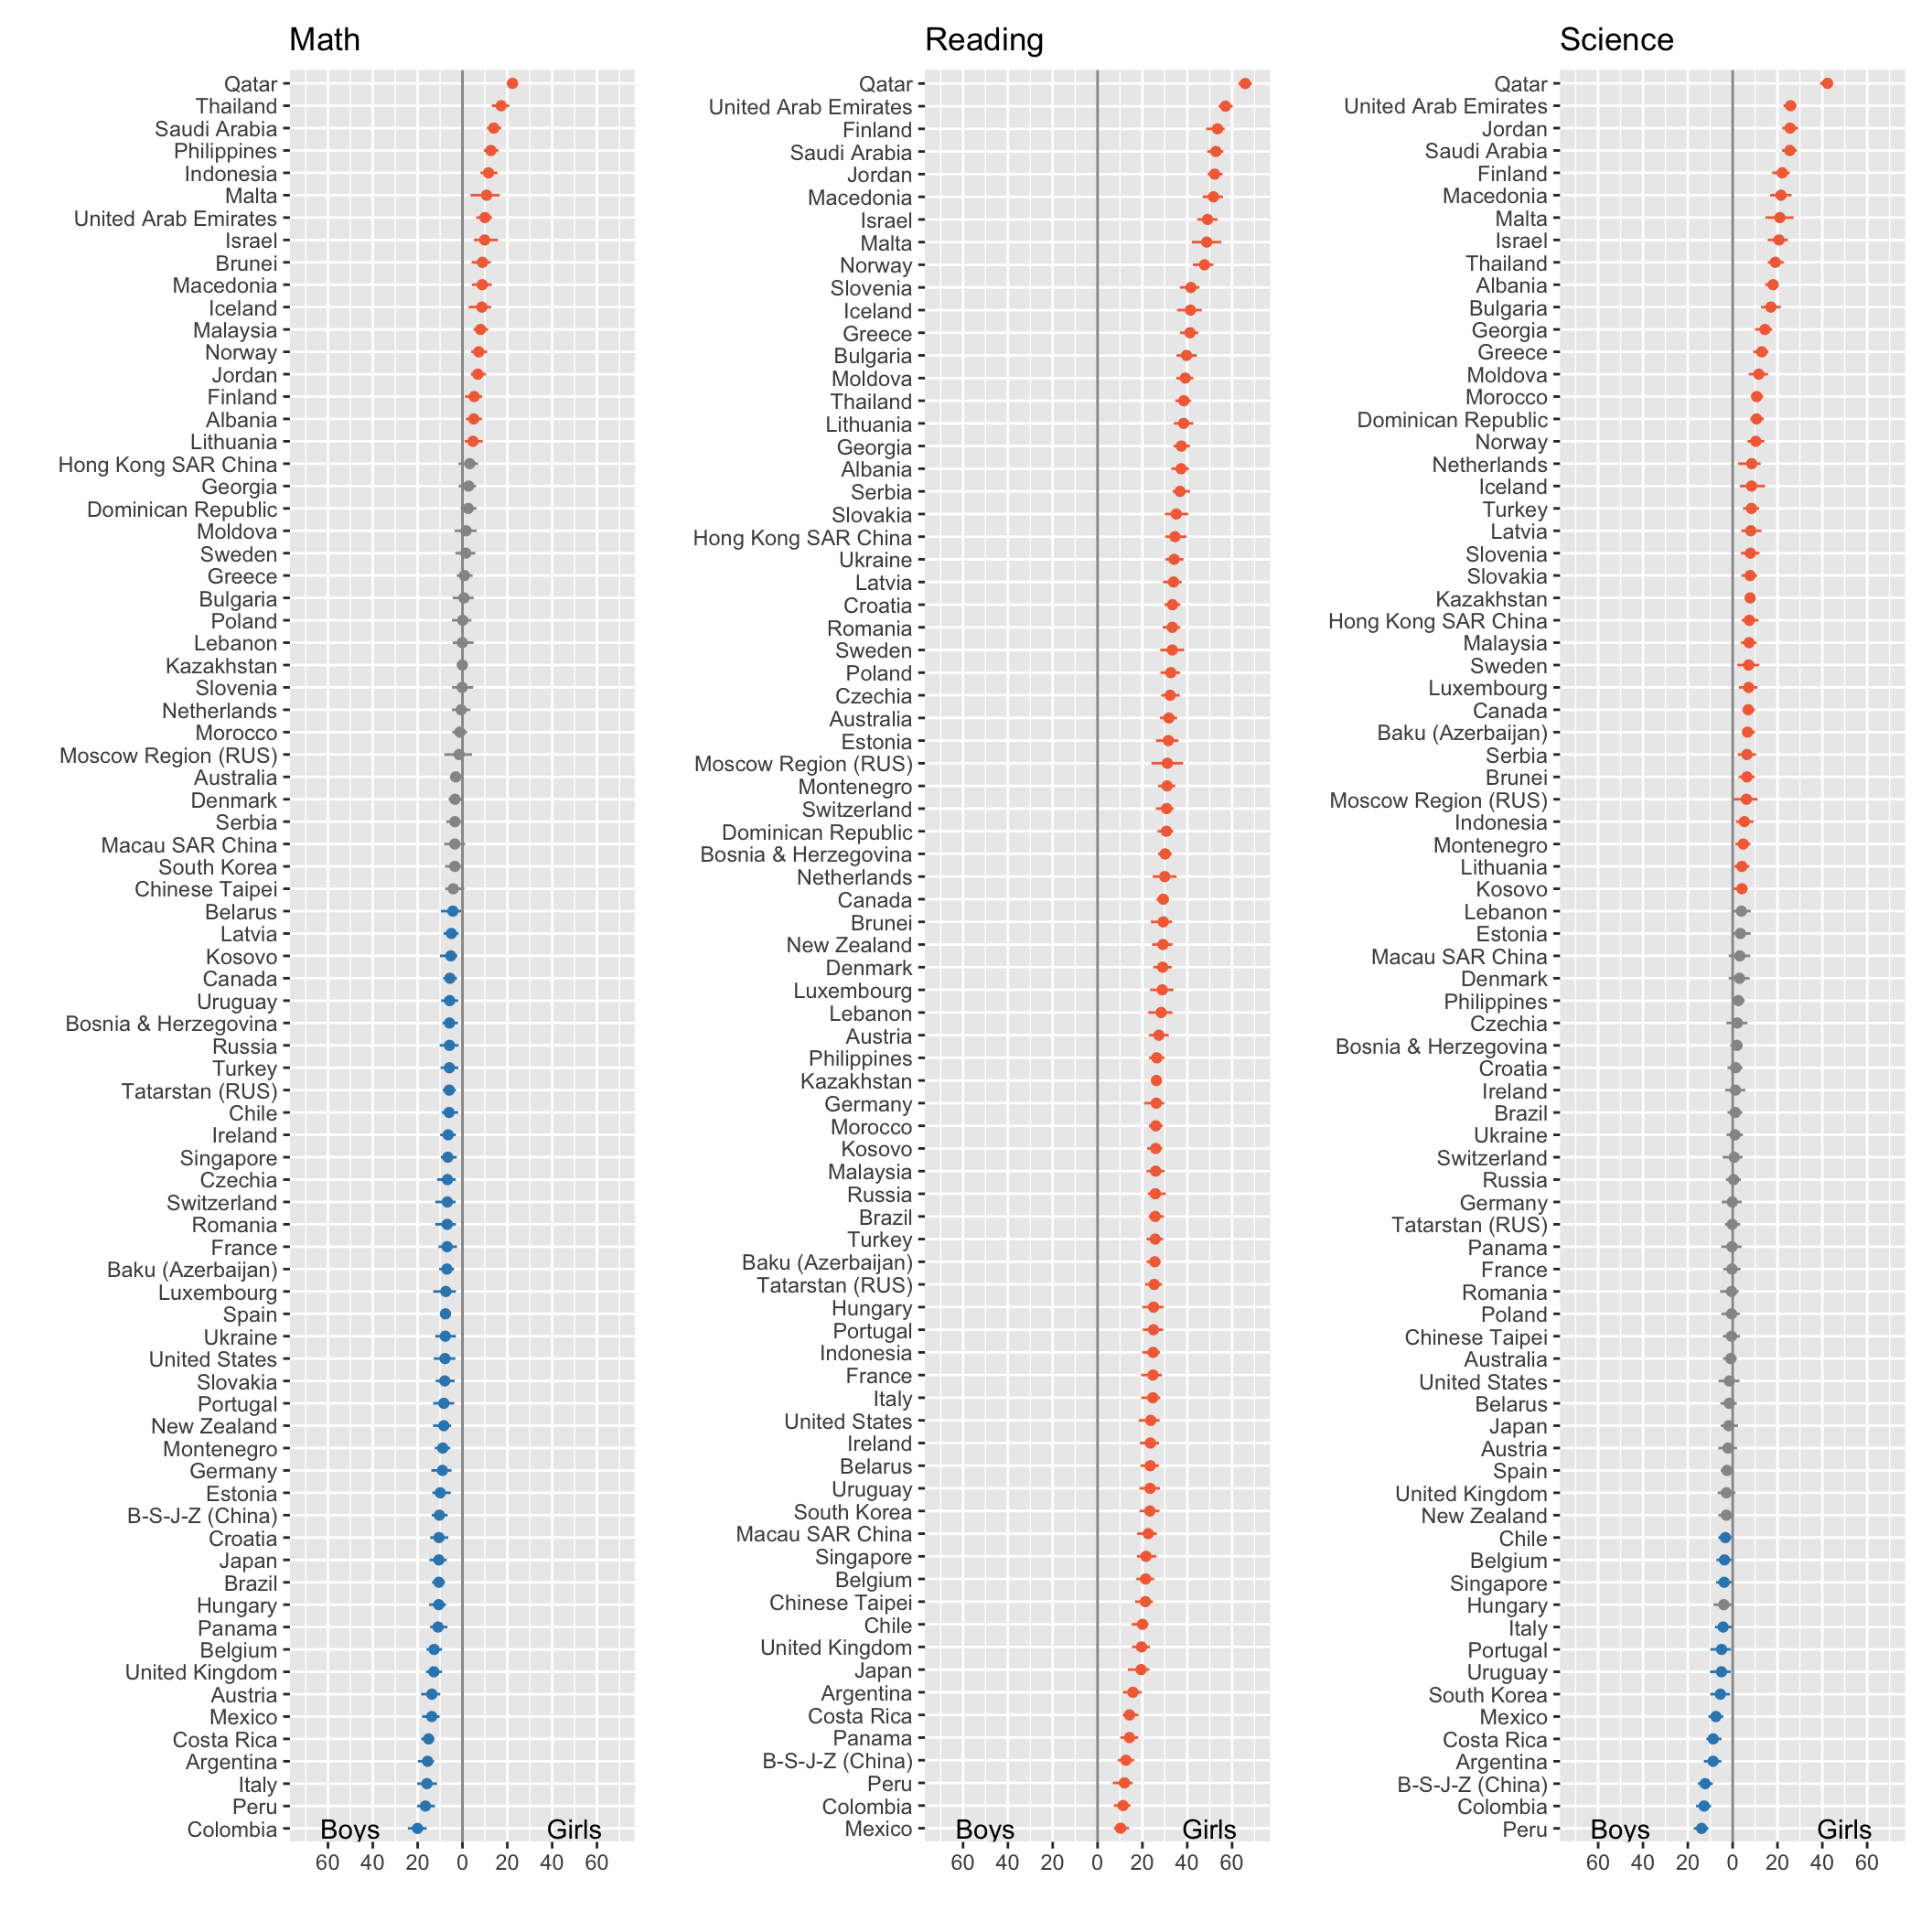 Math
Qatar
Thailand
Saudi Arabia
Philippines
Indonesia
Malta
United Arab Emirates
Israel
Brunei
Macedonia
Iceland
Malaysia
Norway
Jordan
Finland
Albania
Lithuania
Hong Kong SAR China
Georgia
Dominican Republic
Moldova
Sweden
Greece
Bulgaria
Poland
Lebanon
Kazakhstan
Slovenia
Netherlands
Morocco
Moscow Region (RUS)
Australia
Denmark
Serbia
Macau SAR China
South Korea
Chinese Taipei
Belarus
Latvia
Kosovo
Canada
Uruguay
Bosnia & Herzegovina
Russia
Turkey
Tatarstan (RUS)
Chile
Ireland
Singapore
Czechia
Switzerland
Romania
France
Baku (Azerbaijan)
Luxembourg
Spain
Ukraine
United States
Slovakia
Portugal
New Zealand
Montenegro
Germany
Estonia
B-S-J-Z (China)
Croatia
Japan
Brazil
Hungary
Panama
Belgium
United Kingdom
Austria
Mexico
Costa Rica
Argentina
Italy
Peru
Colombia
Boys Girls
60 40 20 0 20 40 60
Reading
Qatar
United Arab Emirates
Finland
Saudi Arabia
Jordan
Macedonia
Israel
Malta
Norway
Slovenia
Iceland
Greece
Bulgaria
Moldova
Thailand
Lithuania
Georgia
Albania
Serbia
Slovakia
Hong Kong SAR China
Ukraine
Latvia
Croatia
Romania
Sweden
Poland
Czechia
Australia
Estonia
Moscow Region (RUS)
Montenegro
Switzerland
Dominican Republic
Bosnia & Herzegovina
Netherlands
Canada
Brunei
New Zealand
Denmark
Luxembourg
Lebanon
Austria
Philippines
Kazakhstan
Germany
Morocco
Kosovo
Malaysia
Russia
Brazil
Turkey
Baku (Azerbaijan)
Tatarstan (RUS)
Hungary
Portugal
Indonesia
France
Italy
United States
Ireland
Belarus
Uruguay
South Korea
Macau SAR China
Singapore
Belgium
Chinese Taipei
Chile
United Kingdom
Japan
Argentina
Costa Rica
Panama
B-S-J-Z (China)
Peru
Colombia
Mexico
Boys Girls
60 40 20 0 20 40 60
Science
Qatar
United Arab Emirates
Jordan
Saudi Arabia
Finland
Macedonia
Malta
Israel
Thailand
Albania
Bulgaria
Georgia
Greece
Moldova
Morocco
Dominican Republic
Norway
Netherlands
Iceland
Turkey
Latvia
Slovenia
Slovakia
Kazakhstan
Hong Kong SAR China
Malaysia
Sweden
Luxembourg
Canada
Baku (Azerbaijan)
Serbia
Brunei
Moscow Region (RUS)
Indonesia
Montenegro
Lithuania
Kosovo
Lebanon
Estonia
Macau SAR China
Denmark
Philippines
Czechia
Bosnia & Herzegovina
Croatia
Ireland
Brazil
Ukraine
Switzerland
Russia
Germany
Tatarstan (RUS)
Panama
France
Romania
Poland
Chinese Taipei
Australia
United States
Belarus
Japan
Austria
Spain
United Kingdom
New Zealand
Chile
Belgium
Singapore
Hungary
Italy
Portugal
Uruguay
South Korea
Mexico
Costa Rica
Argentina
B-S-J-Z (China)
Colombia
Peru
Boys Girls
60 40 20 0 20 40 60